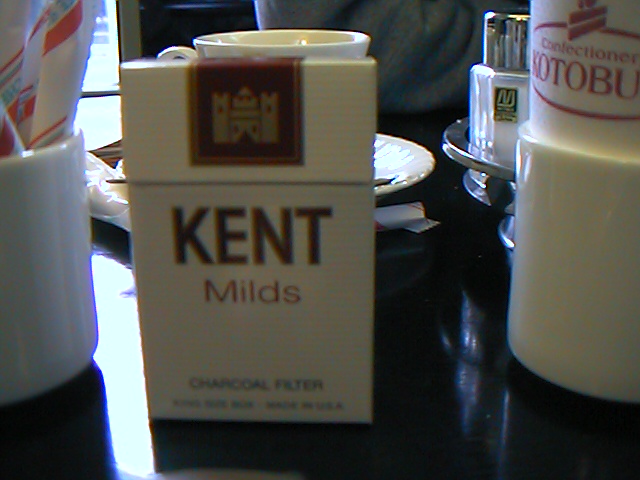 KENT
Milds
CHARCOAL FILTER
KING SIZE BOX · MADE IN U.S.A.
Confectioner
KOTOBU